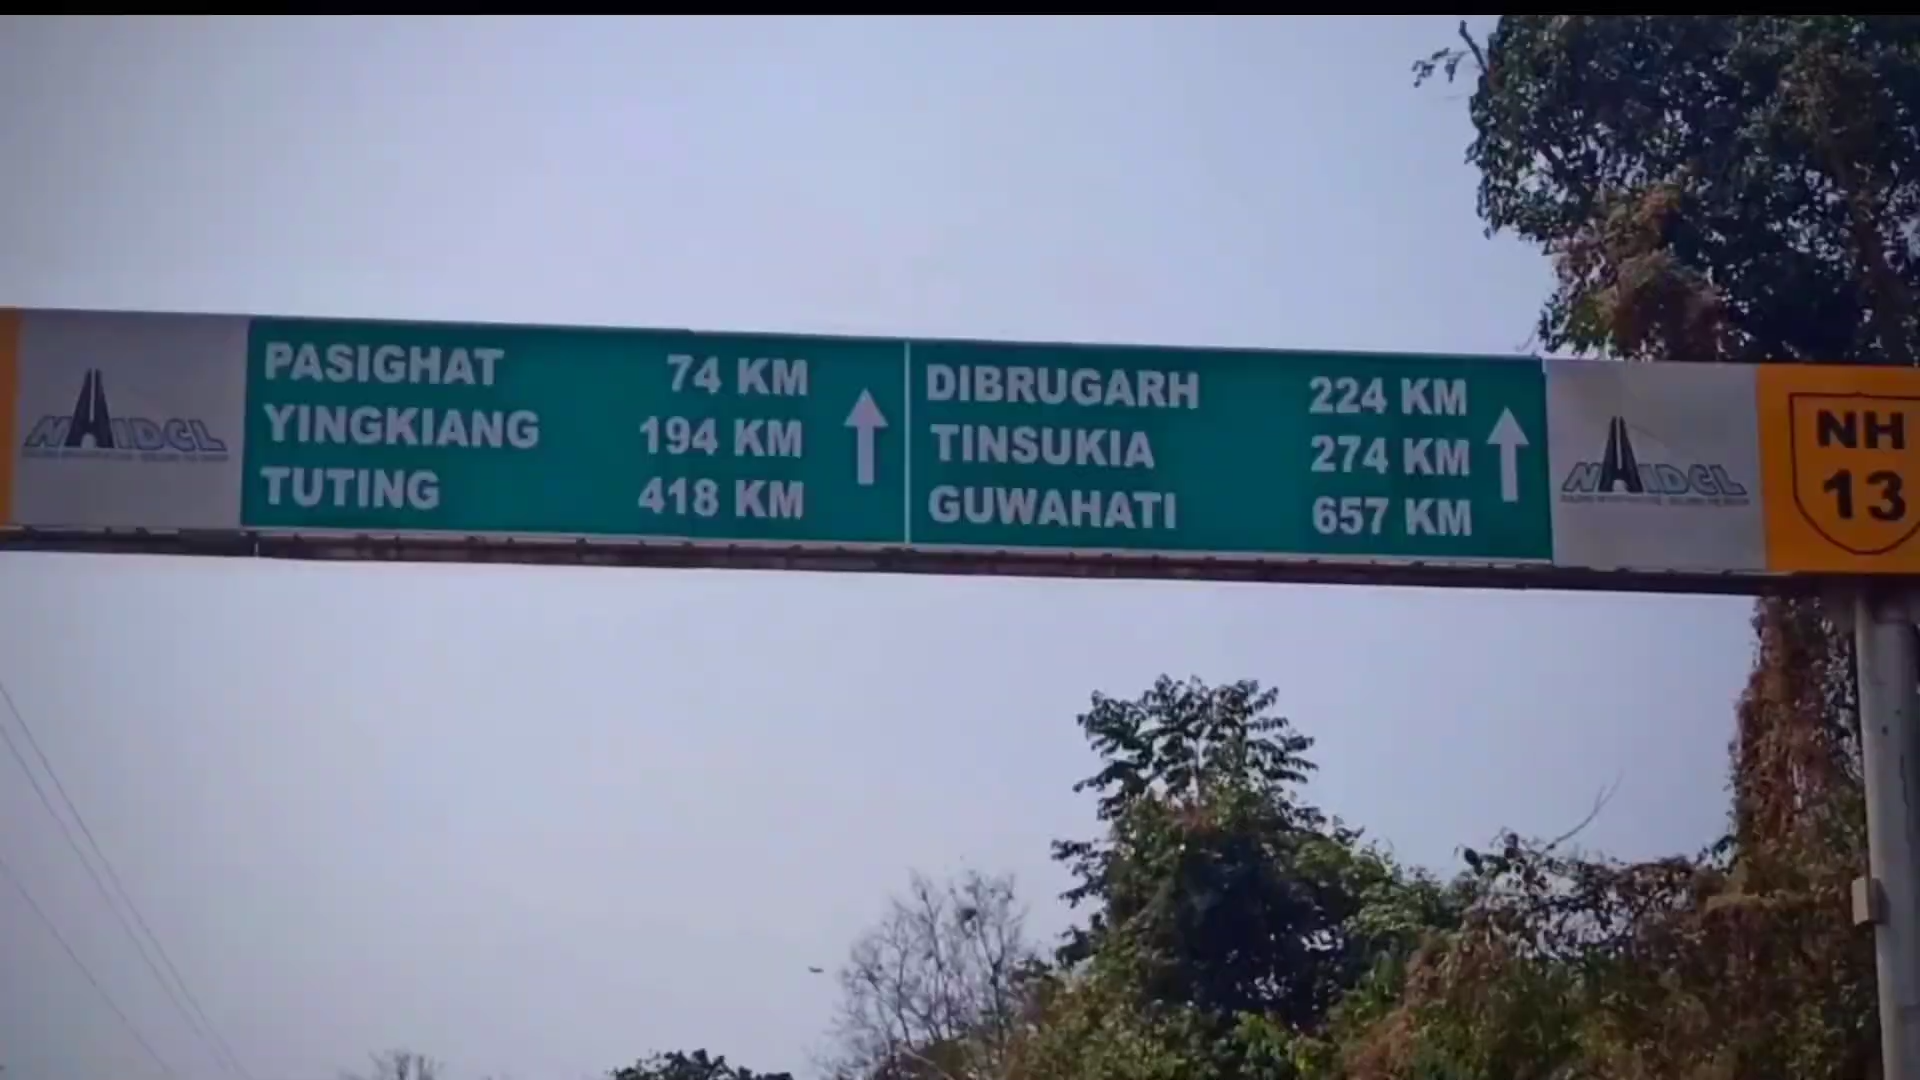 NHIDCL
PASIGHAT 74 KM
YINGKIANG 194 KM
TUTING 418 KM
DIBRUGARH 224 KM
TINSUKIA 274 KM
GUWAHATI 657 KM
NHIDCL
NH
13